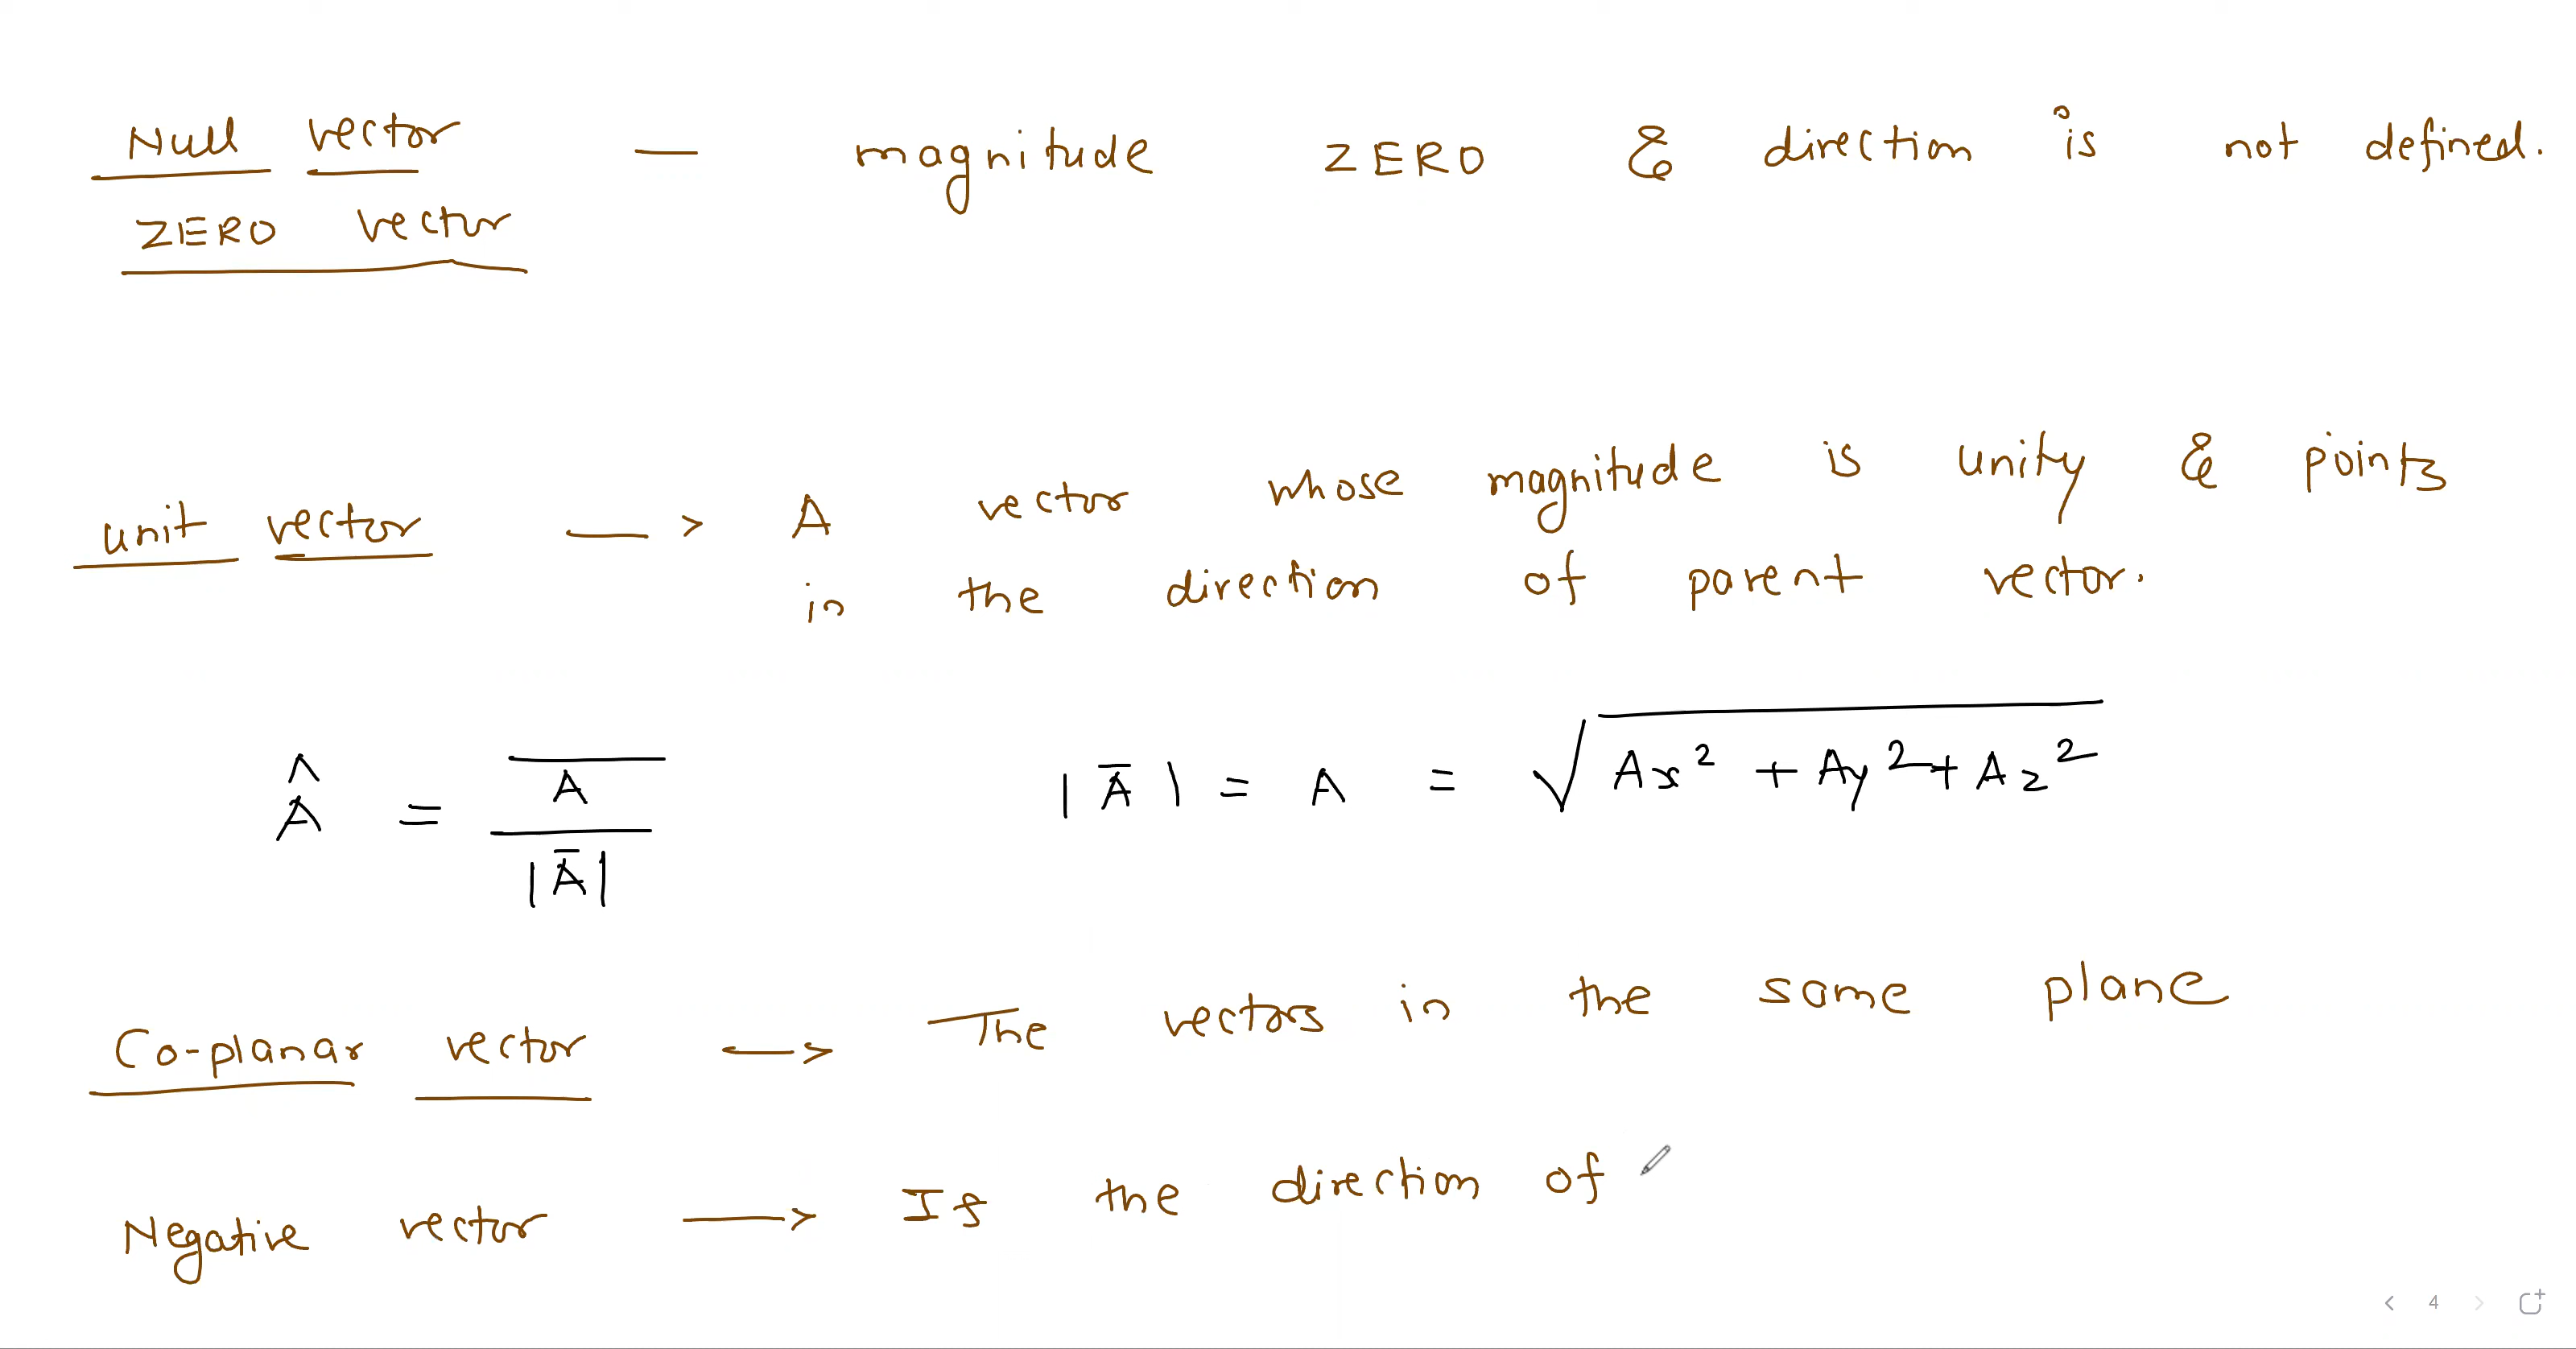 Null vector — magnitude ZERO & direction is not defined.
ZERO vector
unit vector —> A vector whose magnitude is unity & points
in the direction of parent vector.
Â = A̅ / |A̅|    |A̅| = A = √(Ax² + Ay² + Az²)
Co-planar vector —> The vectors in the same plane
Negative vector —> If the direction of
4